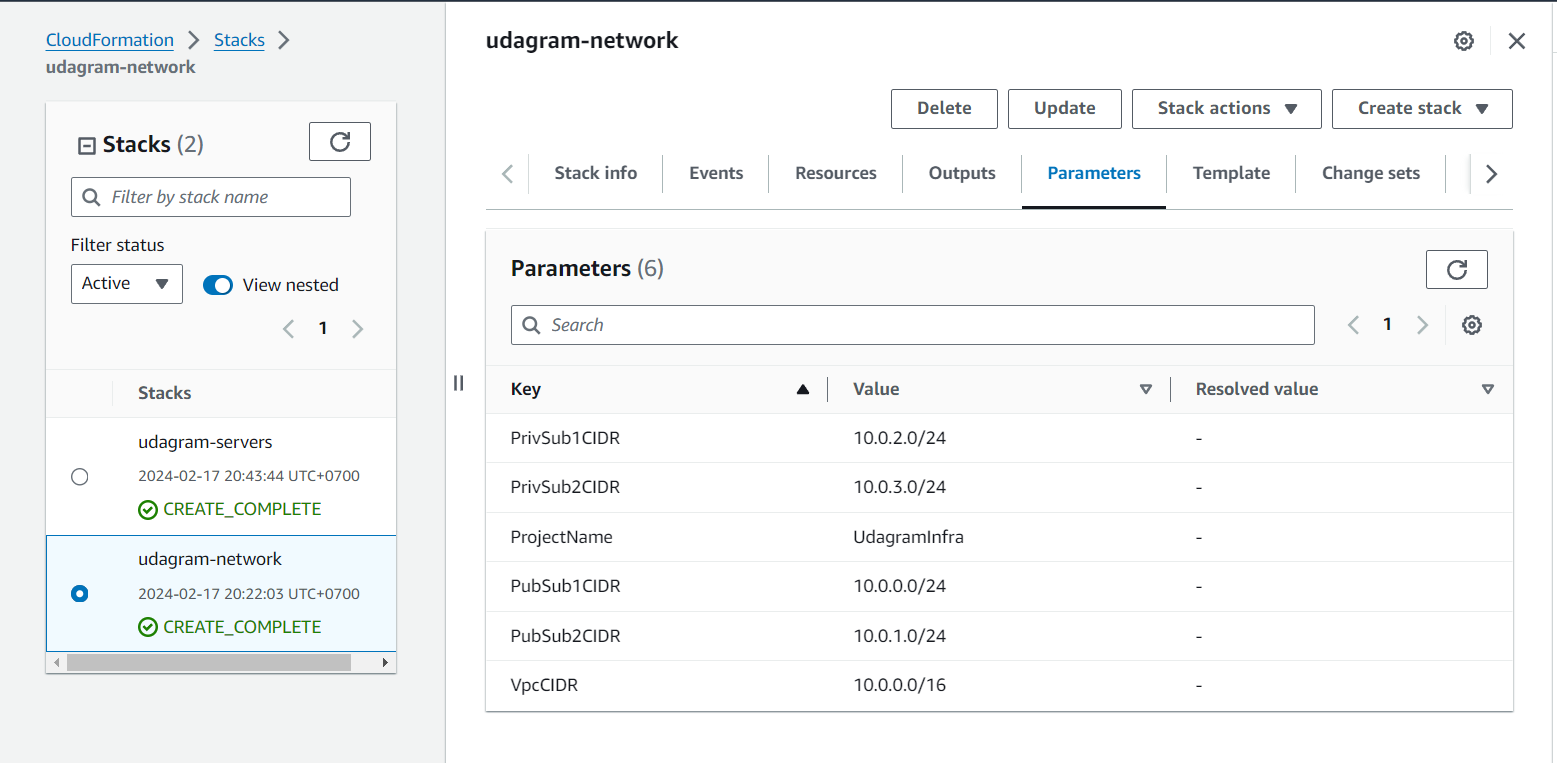 CloudFormation > Stacks >
udagram-network
Stacks (2)
Filter by stack name
Filter status
Active
View nested
1
Stacks
udagram-servers
2024-02-17 20:43:44 UTC+0700
CREATE_COMPLETE
udagram-network
2024-02-17 20:22:03 UTC+0700
CREATE_COMPLETE
udagram-network
Delete Update Stack actions Create stack
Stack info Events Resources Outputs Parameters Template Change sets
Parameters (6)
Search
1
Key Value Resolved value
PrivSub1CIDR 10.0.2.0/24 -
PrivSub2CIDR 10.0.3.0/24 -
ProjectName UdagramInfra -
PubSub1CIDR 10.0.0.0/24 -
PubSub2CIDR 10.0.1.0/24 -
VpcCIDR 10.0.0.0/16 -